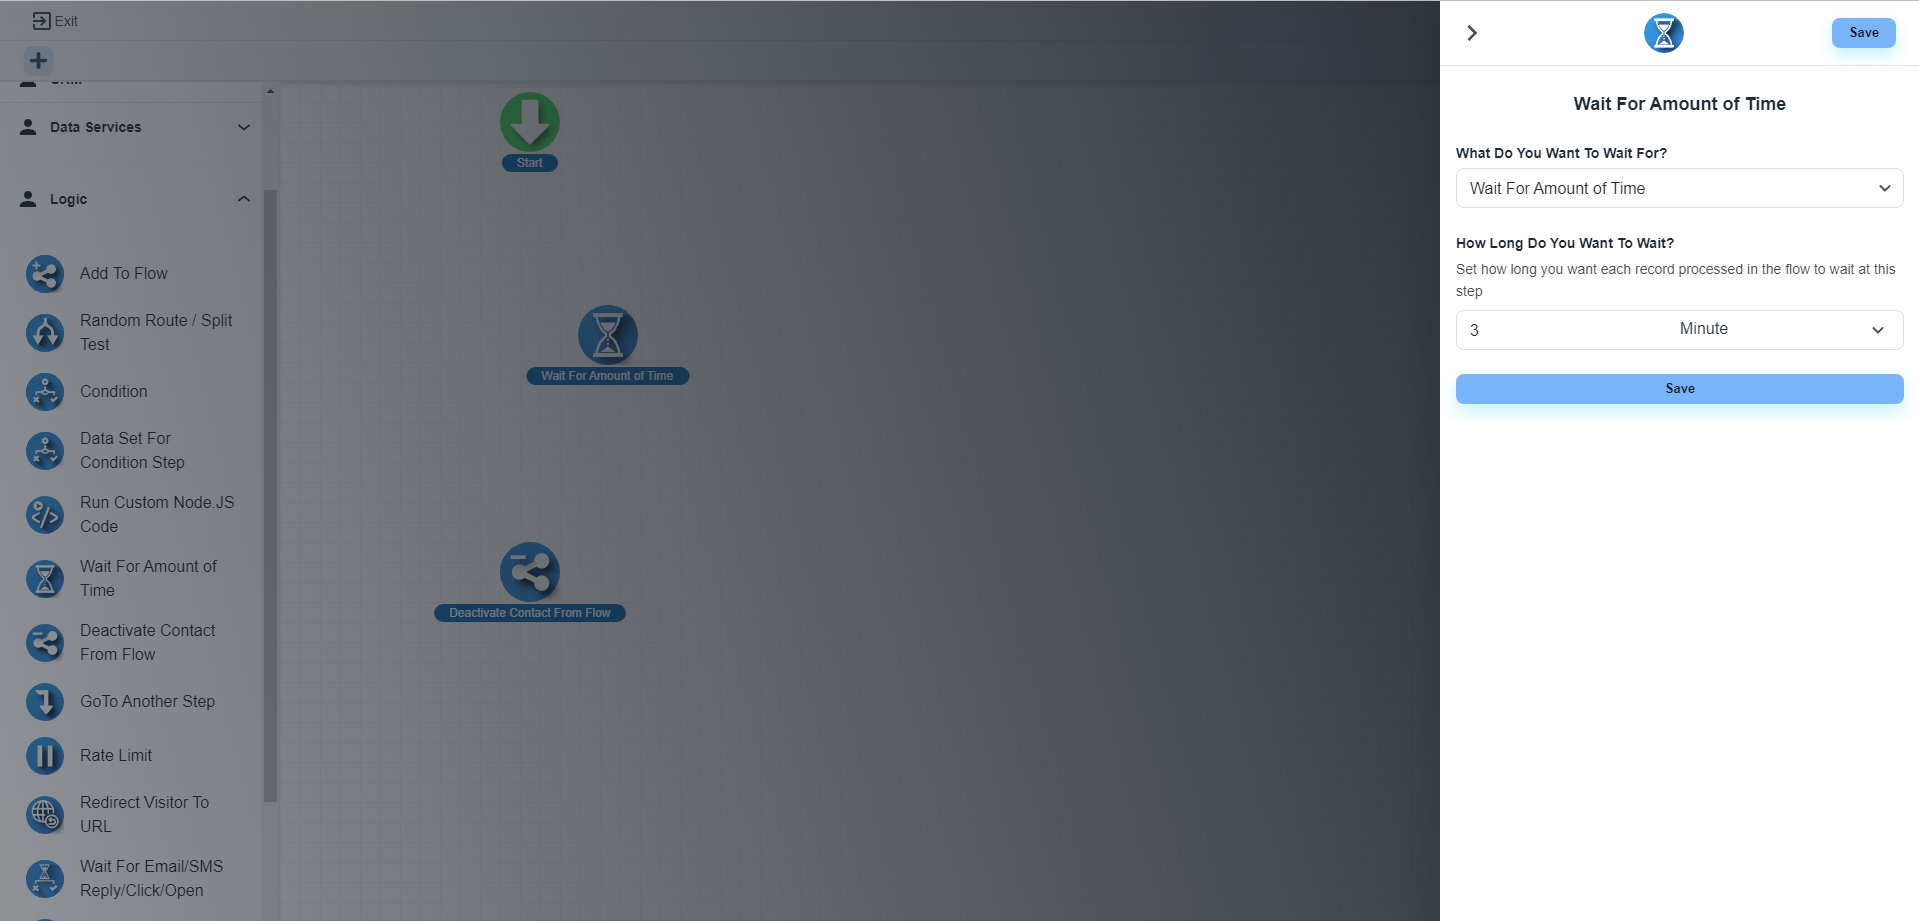 Exit
Data Services
Logic
Add To Flow
Random Route / Split
Test
Condition
Data Set For
Condition Step
Run Custom Node.JS
Code
Wait For Amount of
Time
Deactivate Contact
From Flow
GoTo Another Step
Rate Limit
Redirect Visitor To
URL
Wait For Email/SMS
Reply/Click/Open
Start
Wait For Amount of Time
Deactivate Contact From Flow
Save
Wait For Amount of Time
What Do You Want To Wait For?
Wait For Amount of Time
How Long Do You Want To Wait?
Set how long you want each record processed in the flow to wait at this
step
3 Minute
Save